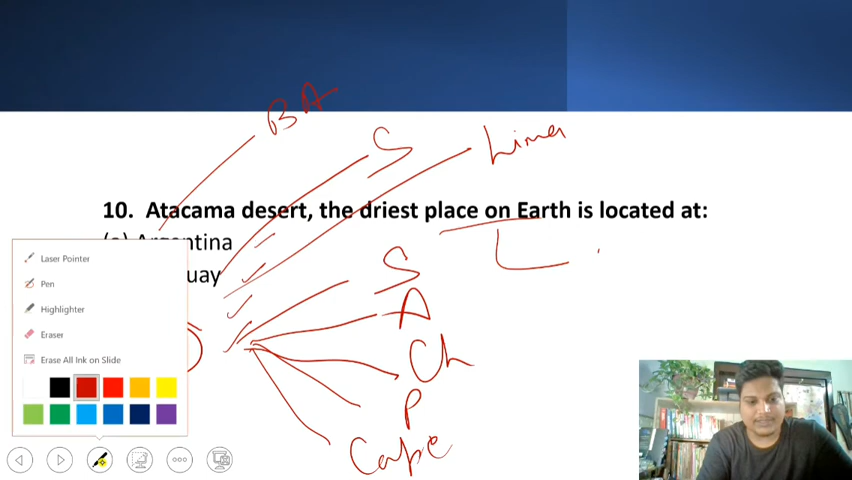 BA
S
Lima
10. Atacama desert, the driest place on Earth is located at:
(a) Argentina
uay
Laser Pointer
Pen
Highlighter
Eraser
Erase All Ink on Slide
S
A
Ch
P
Cape